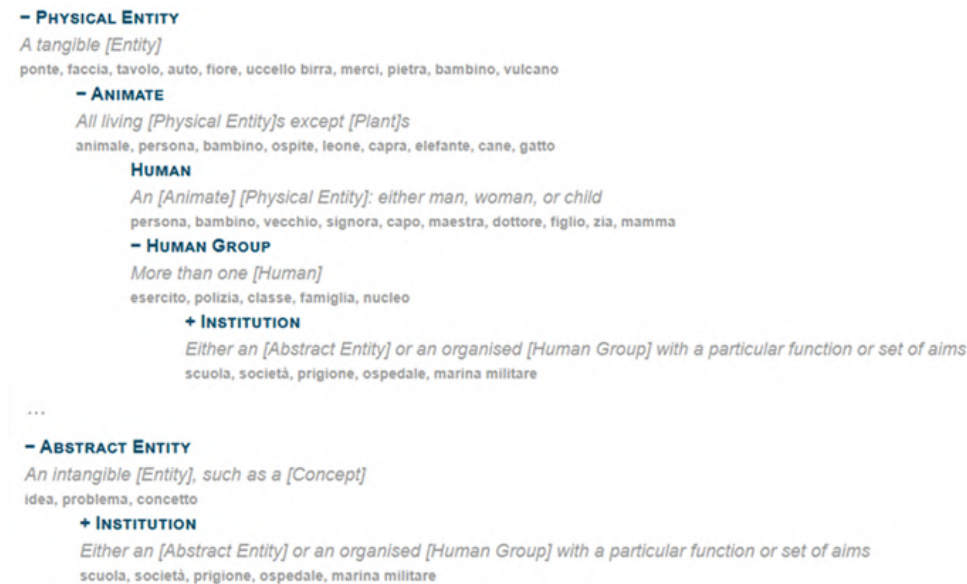 − PHYSICAL ENTITY
A tangible [Entity]
ponte, faccia, tavolo, auto, fiore, uccello birra, merci, pietra, bambino, vulcano
− ANIMATE
All living [Physical Entity]s except [Plant]s
animale, persona, bambino, ospite, leone, capra, elefante, cane, gatto
HUMAN
An [Animate] [Physical Entity]: either man, woman, or child
persona, bambino, vecchio, signora, capo, maestra, dottore, figlio, zia, mamma
− HUMAN GROUP
More than one [Human]
esercito, polizia, classe, famiglia, nucleo
+ INSTITUTION
Either an [Abstract Entity] or an organised [Human Group] with a particular function or set of aims
scuola, società, prigione, ospedale, marina militare
...
− ABSTRACT ENTITY
An intangible [Entity], such as a [Concept]
idea, problema, concetto
+ INSTITUTION
Either an [Abstract Entity] or an organised [Human Group] with a particular function or set of aims
scuola, società, prigione, ospedale, marina militare